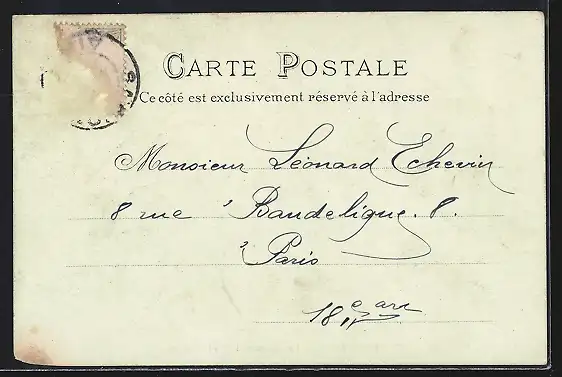 CARTE POSTALE
Ce côté est exclusivement réservé à l'adresse
Monsieur Léonard Echevin
8 rue Baudelique. 8.
à Paris
18e arr